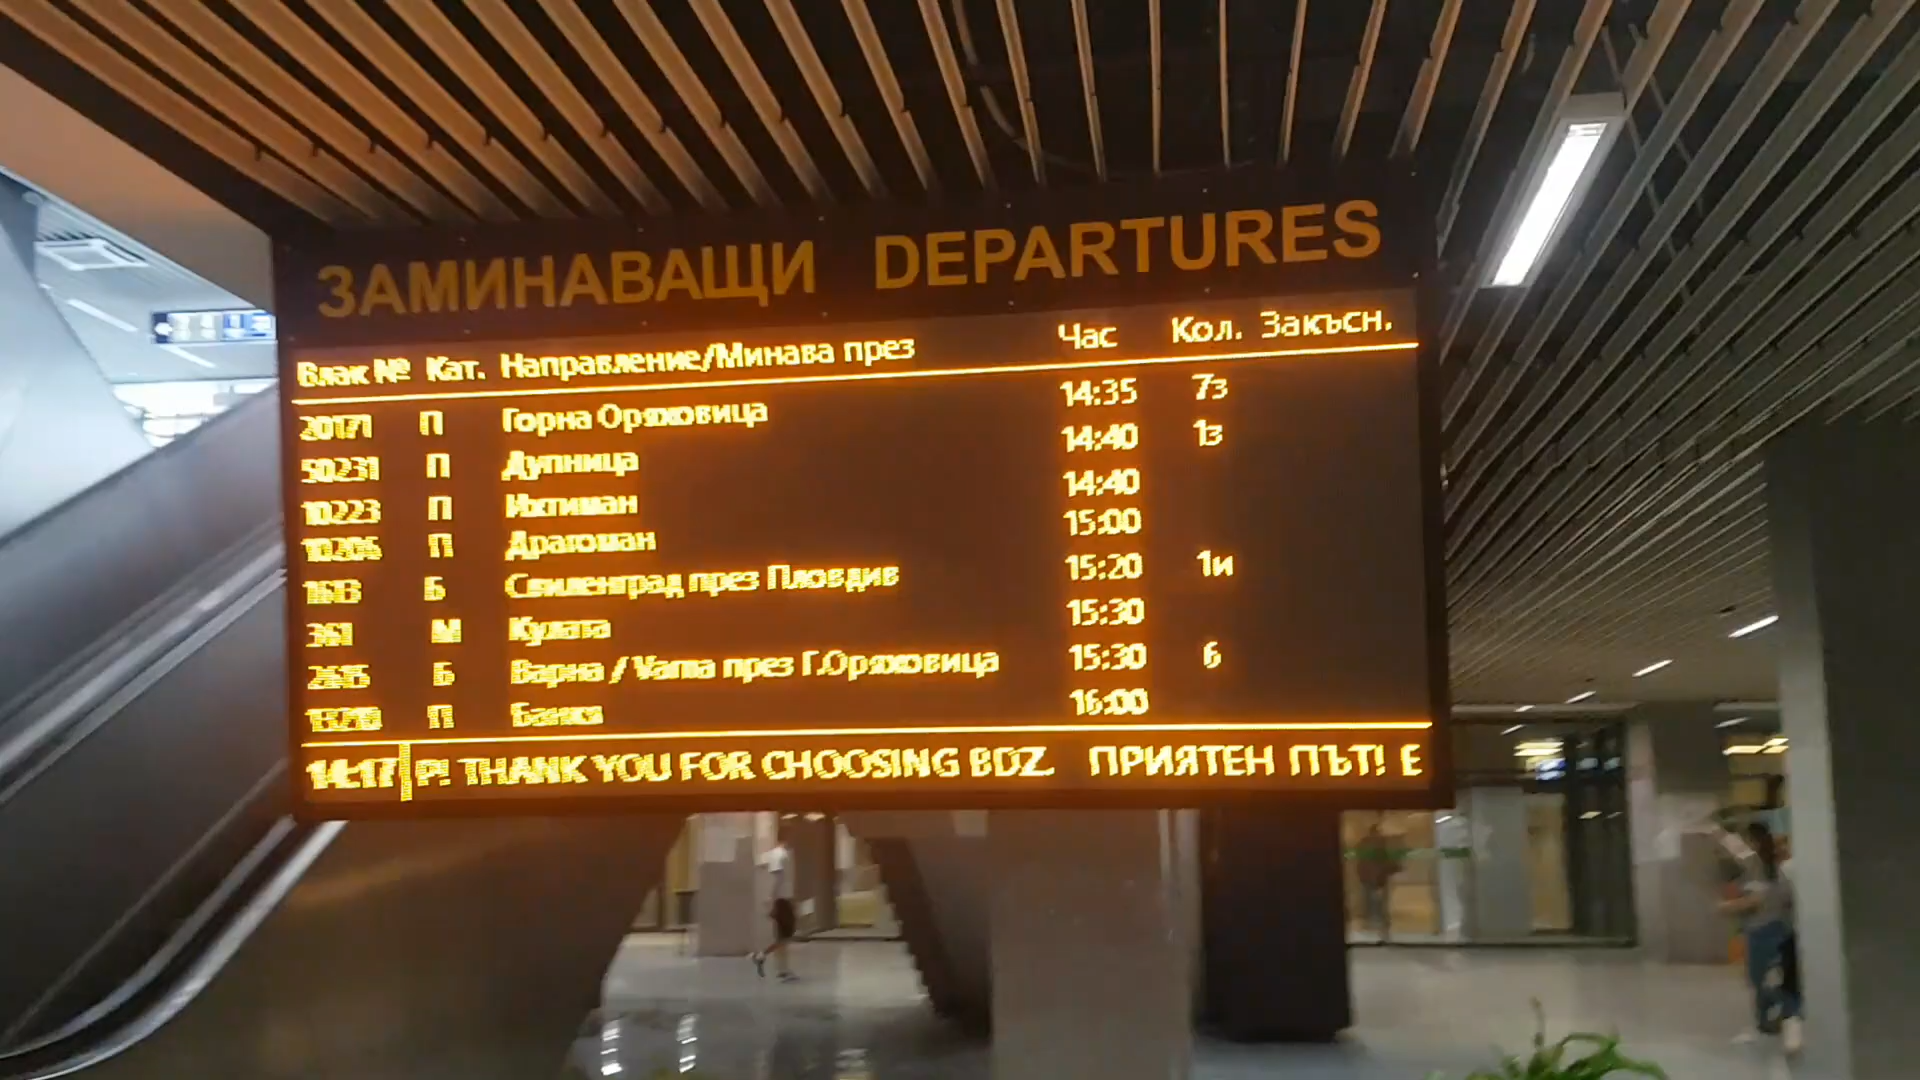 ЗАМИНАВАЩИ DEPARTURES
Влак № Кат. Направление/Минава през Час Кол. Закъсн.
20171 П Горна Оряховица 14:35 7з
50231 П Дупница 14:40 1з
10223 П Ихтиман 14:40
10206 П Драгоман 15:00
1613 Б Свиленград през Пловдив 15:20 1и
361 М Кулата 15:30
2615 Б Варна / Varna през Г.Оряховица 15:30 6
П Банкя 16:00
14:17 Р! THANK YOU FOR CHOOSING BDZ. ПРИЯТЕН ПЪТ! E